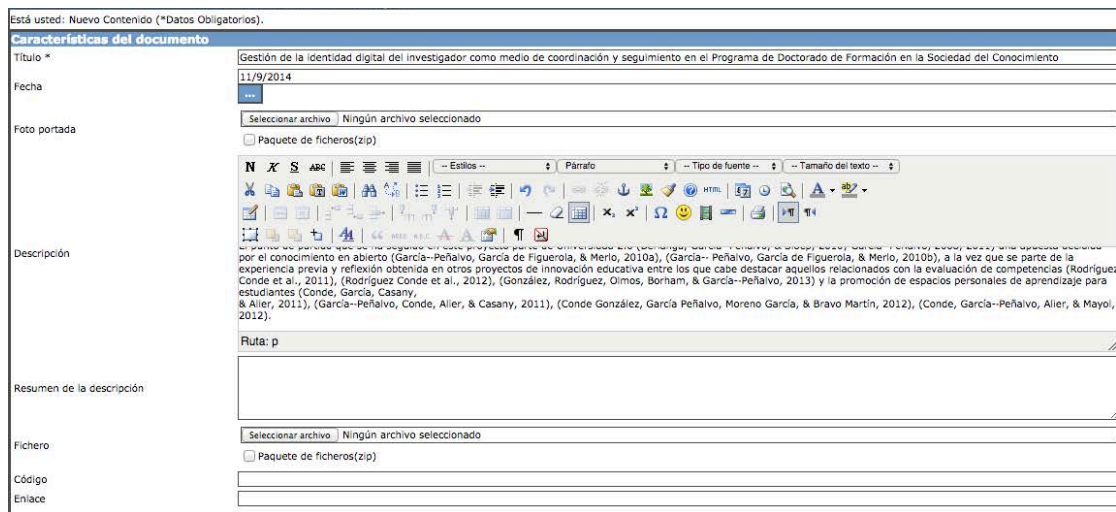 Está usted: Nuevo Contenido (*Datos Obligatorios).
Características del documento
Título *
Gestión de la identidad digital del investigador como medio de coordinación y seguimiento en el Programa de Doctorado de Formación en la Sociedad del Conocimiento
Fecha
11/9/2014
...
Foto portada
Seleccionar archivo Ningún archivo seleccionado
Paquete de ficheros(zip)
N K S ABC -- Estilos -- Párrafo -- Tipo de fuente -- -- Tamaño del texto --
HTML
Descripción
por el conocimiento en abierto (García--Peñalvo, García de Figuerola, & Merlo, 2010a), (García-- Peñalvo, García de Figuerola, & Merlo, 2010b), a la vez que se parte de la
experiencia previa y reflexión obtenida en otros proyectos de innovación educativa entre los que cabe destacar aquellos relacionados con la evaluación de competencias (Rodríguez
Conde et al., 2011), (Rodríguez Conde et al., 2012), (González, Rodríguez, Olmos, Borham, & García--Peñalvo, 2013) y la promoción de espacios personales de aprendizaje para
estudiantes (Conde, García, Casany,
& Alier, 2011), (García--Peñalvo, Conde, Alier, & Casany, 2011), (Conde González, García Peñalvo, Moreno García, & Bravo Martín, 2012), (Conde, García--Peñalvo, Alier, & Mayol,
2012).
Ruta: p
Resumen de la descripción
Fichero
Seleccionar archivo Ningún archivo seleccionado
Paquete de ficheros(zip)
Código
Enlace